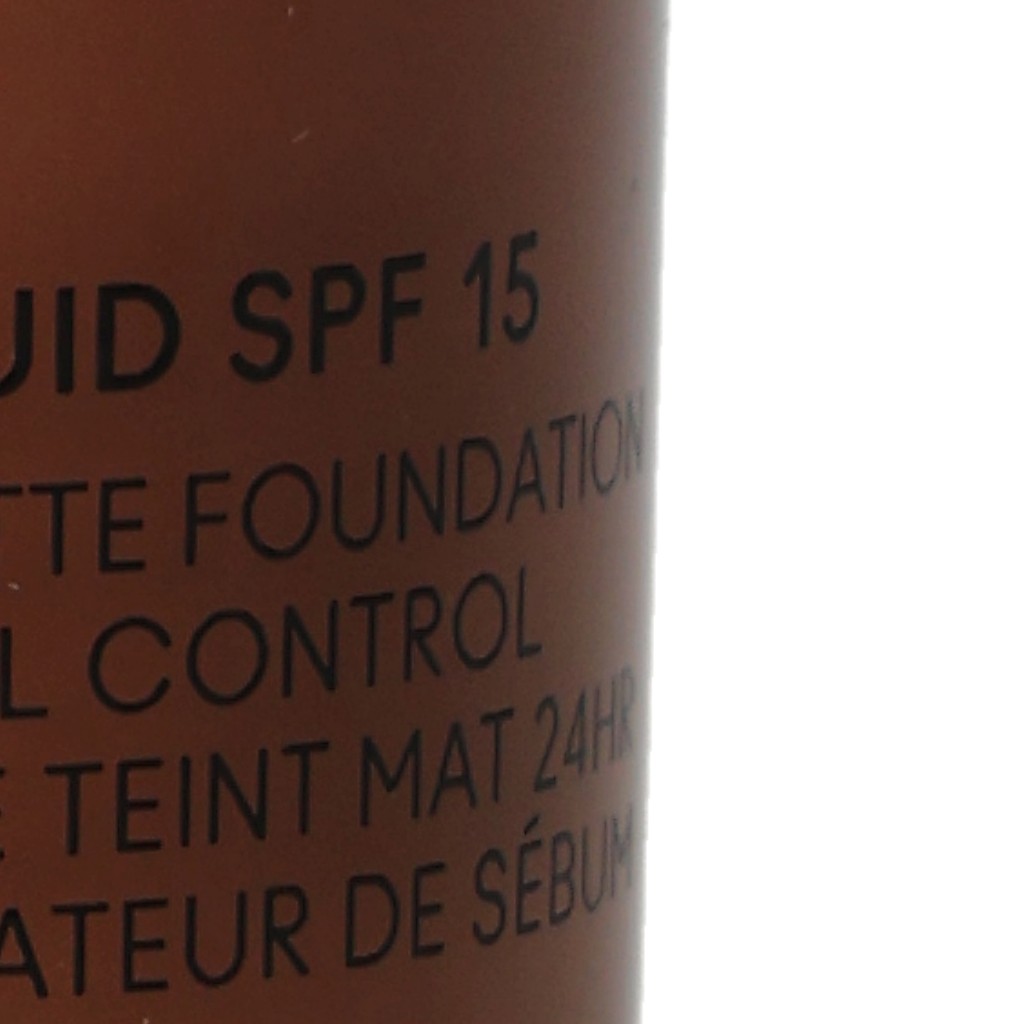 UID SPF 15
TTE FOUNDATION
L CONTROL
E TEINT MAT 24HR
ATEUR DE SÉBUM